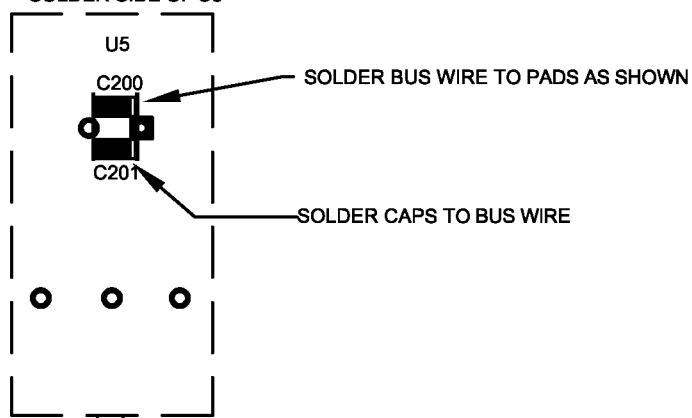 U5
C200
SOLDER BUS WIRE TO PADS AS SHOWN
C201
SOLDER CAPS TO BUS WIRE